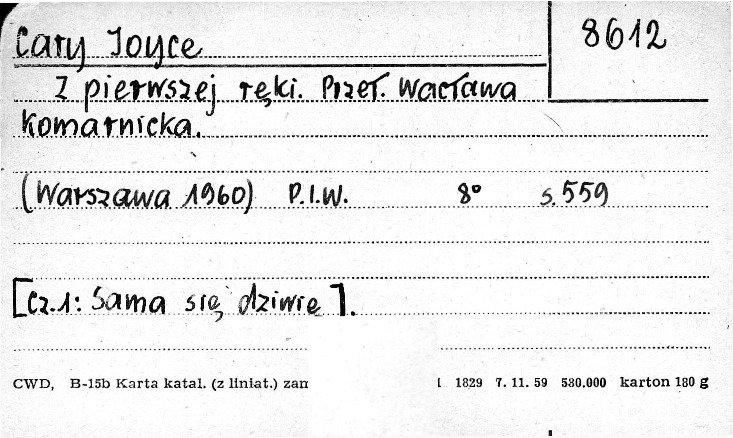 Cary Joyce
8612
Z pierwszej ręki. Przeł. Wacława
Komarnicka.
(Warszawa 1960) P.I.W. 8° s. 559
[Cz. 1: Sama się dziwię].
CWD, B-15b Karta katal. (z liniat.) zam 1829 7. 11. 59 580.000 karton 180 g